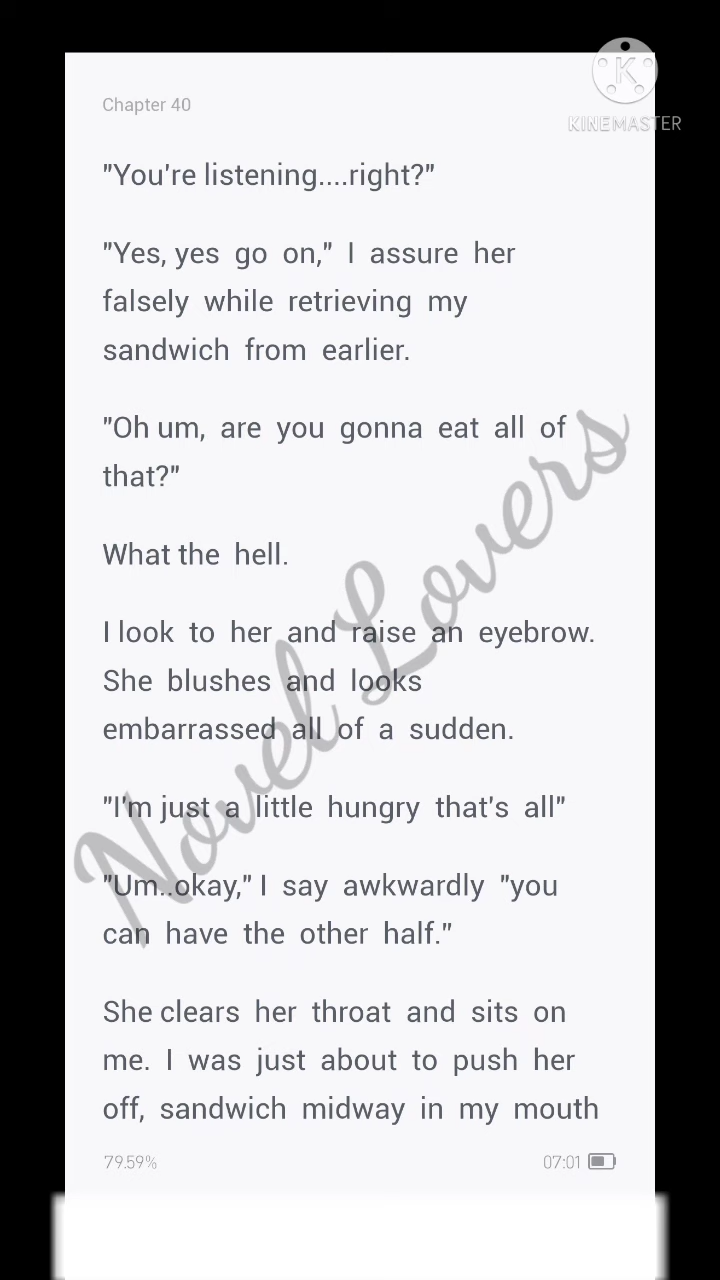 Chapter 40
KINEMASTER
"You're listening....right?"
"Yes, yes go on," I assure her
falsely while retrieving my
sandwich from earlier.
"Oh um, are you gonna eat all of
that?"
What the hell.
I look to her and raise an eyebrow.
She blushes and looks
embarrassed all of a sudden.
"I'm just a little hungry that's all"
"Um..okay," I say awkwardly "you
can have the other half."
She clears her throat and sits on
me. I was just about to push her
off, sandwich midway in my mouth
79.59%
07:01
Novel Lovers